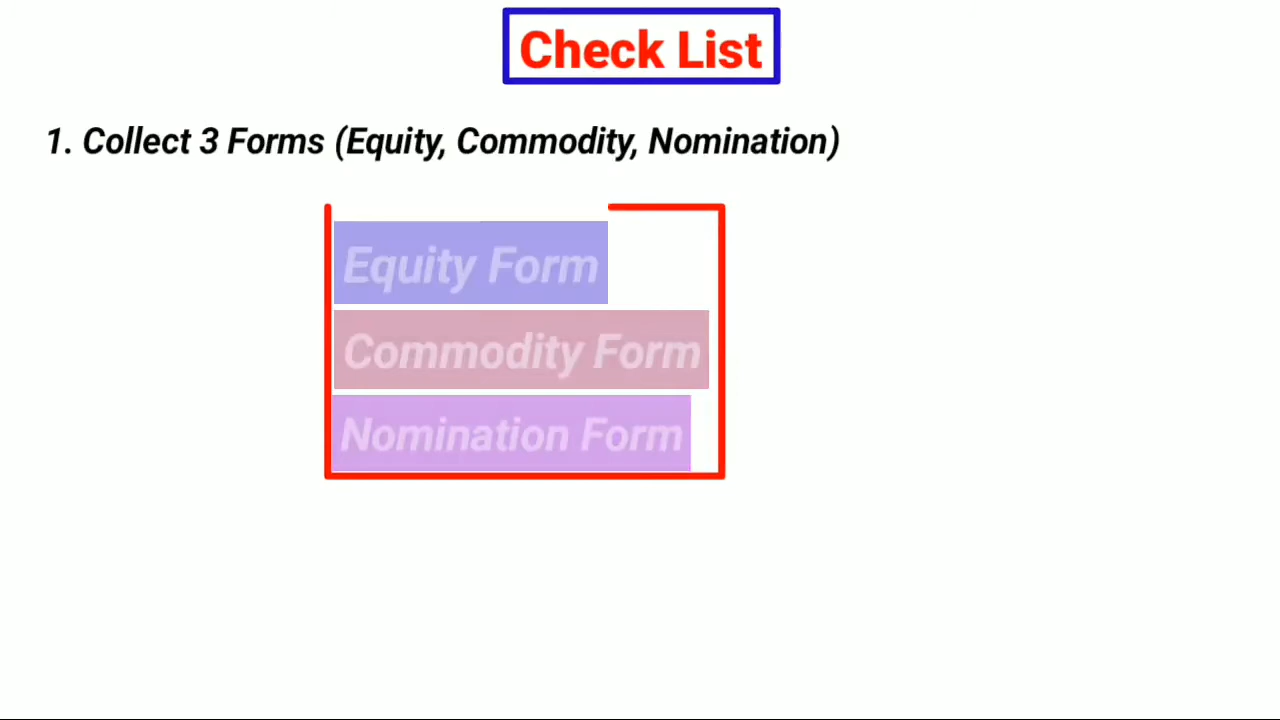 Check List
1. Collect 3 Forms (Equity, Commodity, Nomination)
Equity Form
Commodity Form
Nomination Form